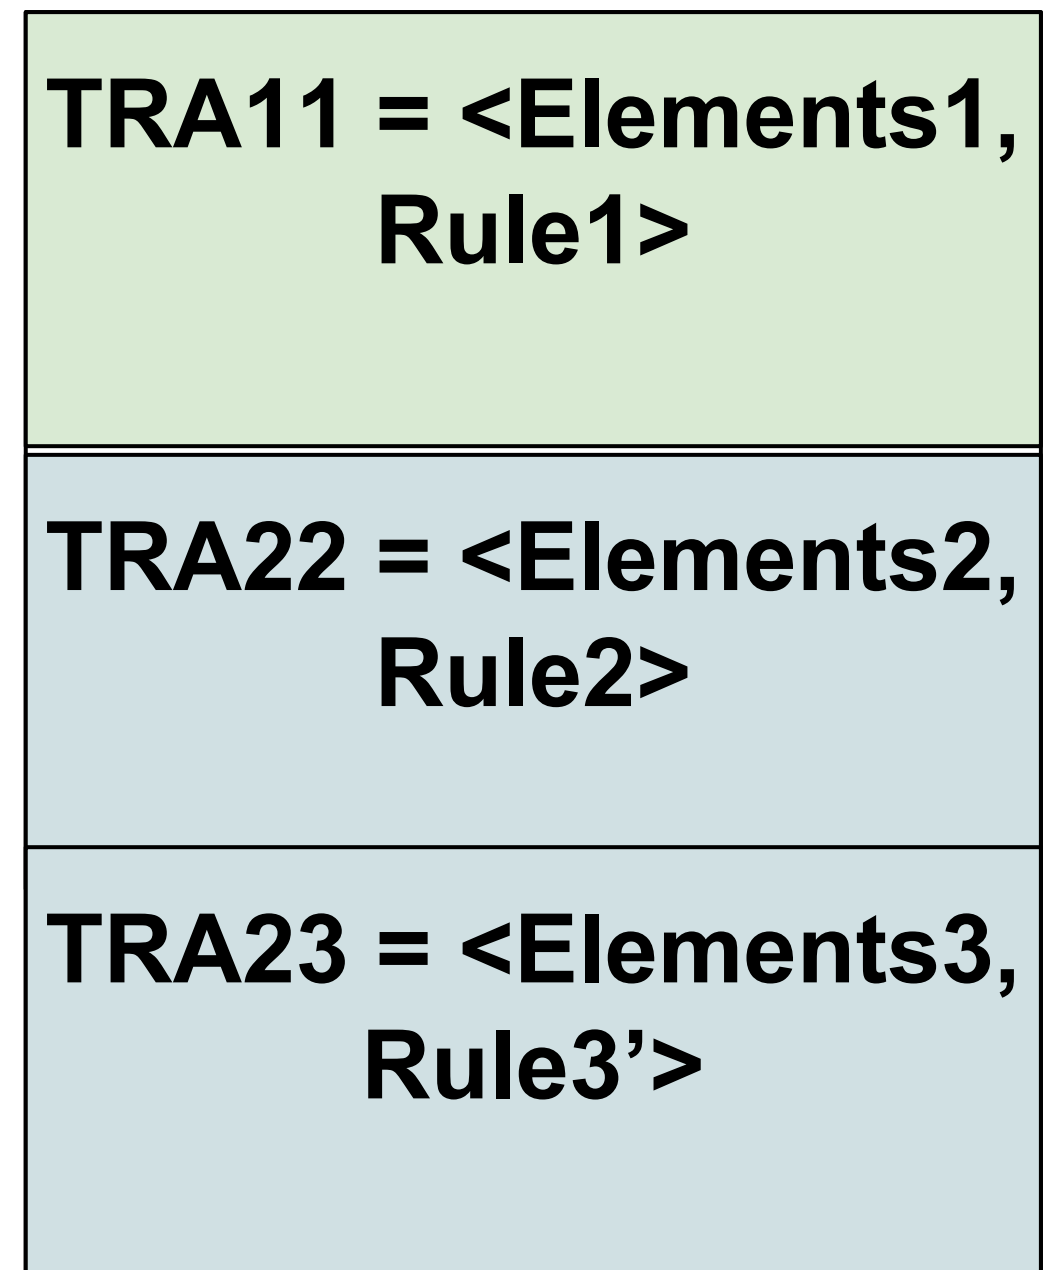 TRA11 = <Elements1,
Rule1>
TRA22 = <Elements2,
Rule2>
TRA23 = <Elements3,
Rule3’>